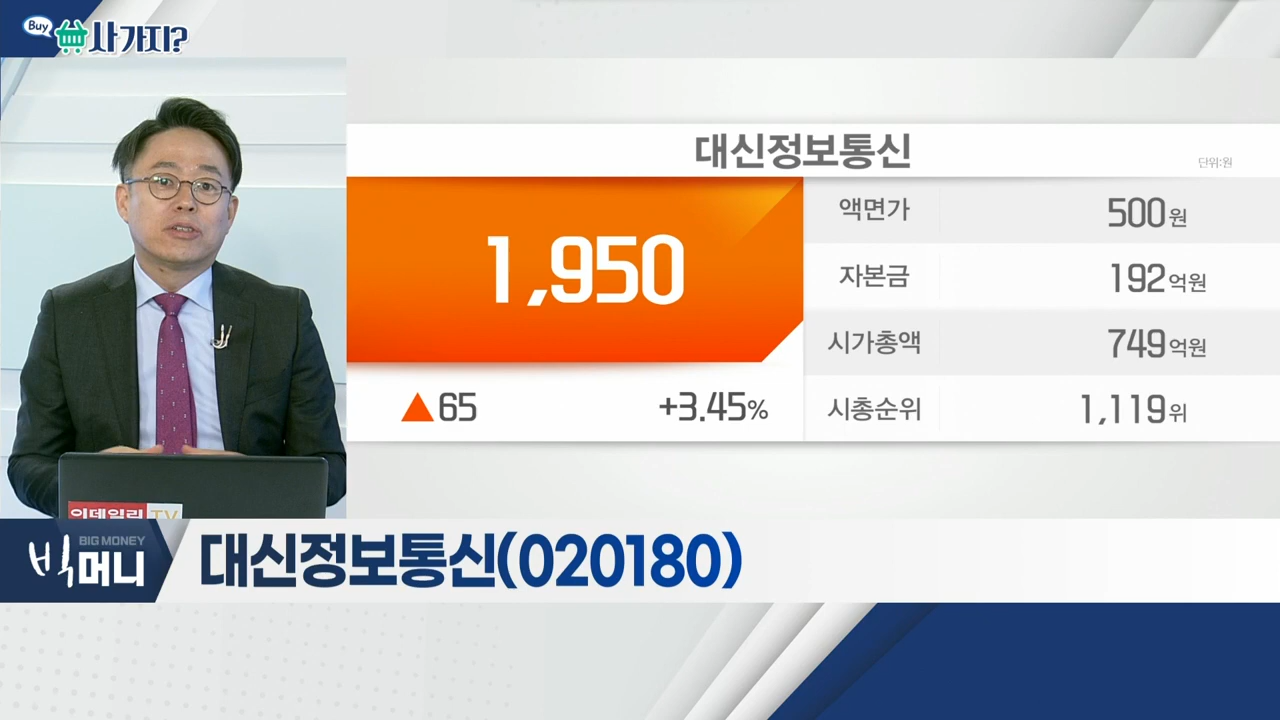 Buy
사가지?
대신정보통신
단위:원
1,950
▲65 +3.45%
액면가 500원
자본금 192억원
시가총액 749억원
시총순위 1,119위
이데일리TV
빅머니 BIG MONEY
대신정보통신(020180)